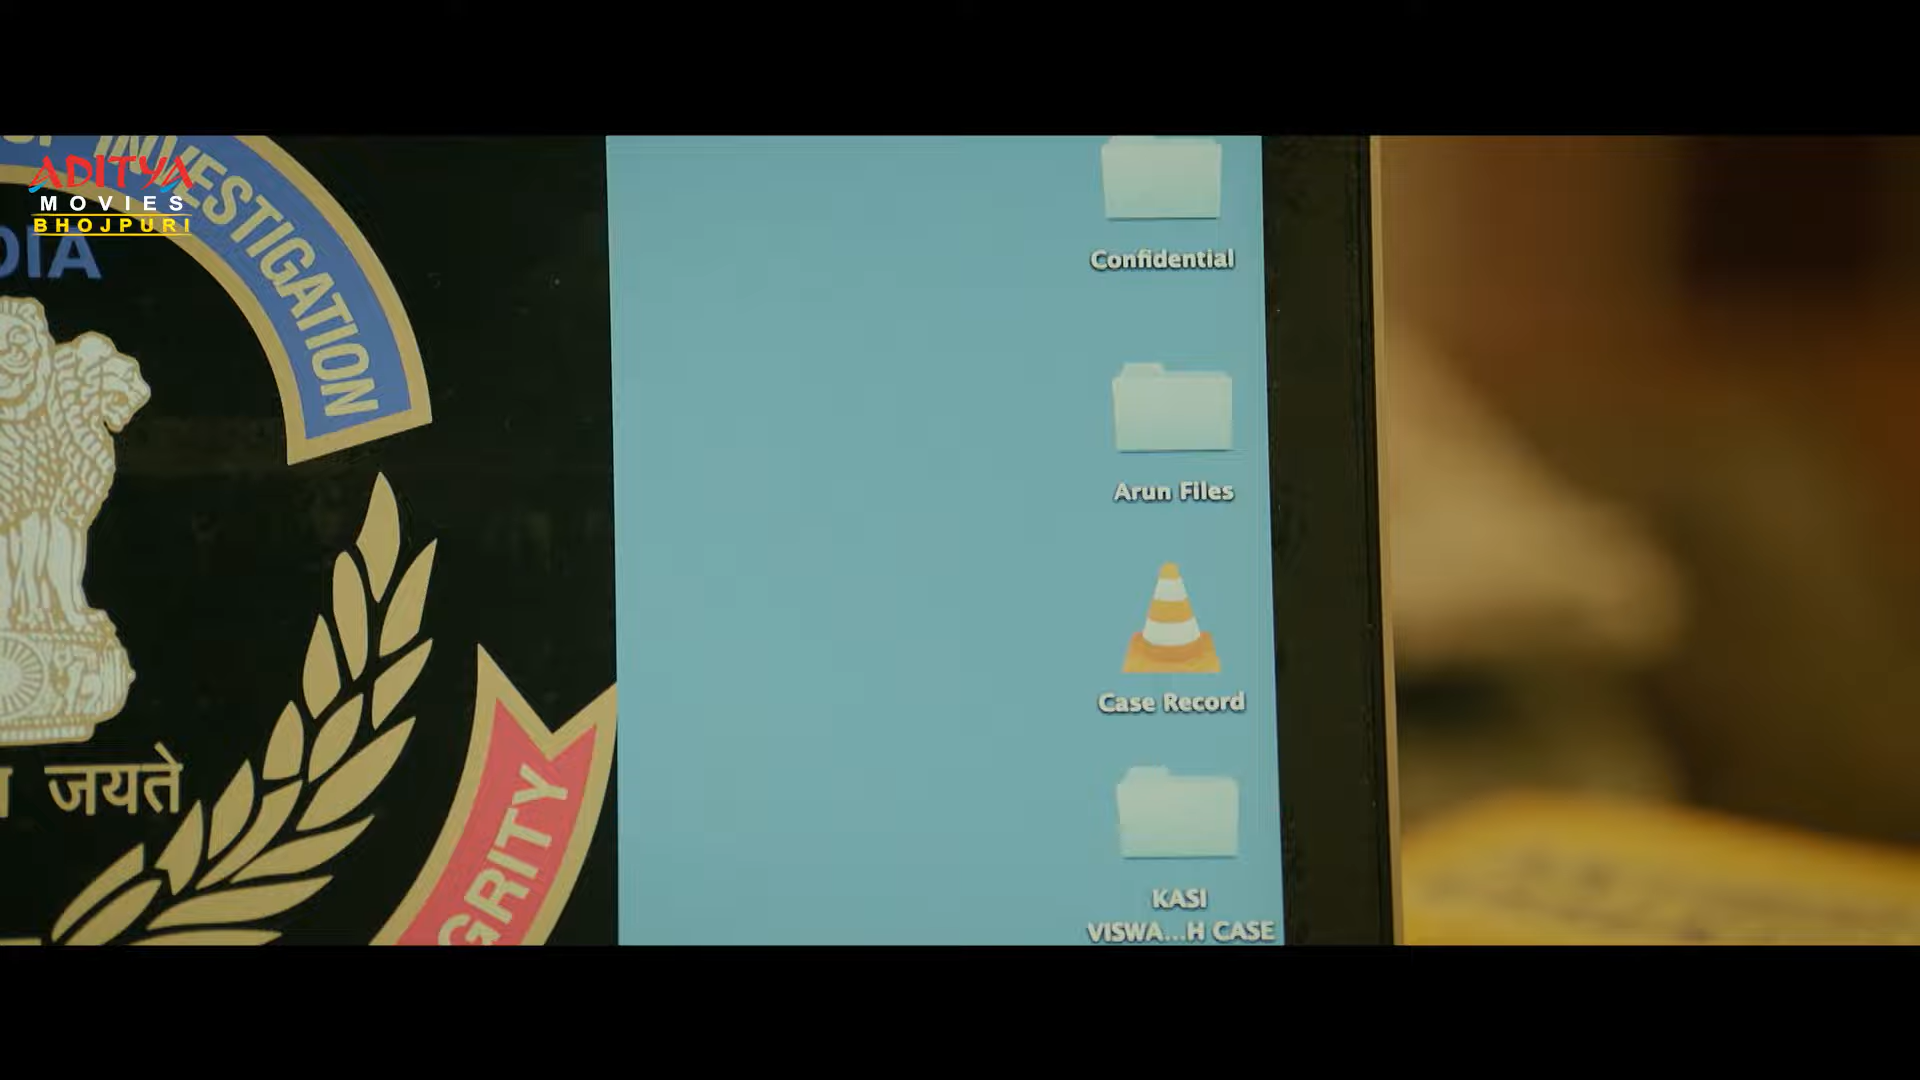 INVESTIGATION
ADITYA
MOVIES
BHOJPURI
DIA
जयते
GRITY
Confidential
Arun Files
Case Record
KASI
VISWA...H CASE